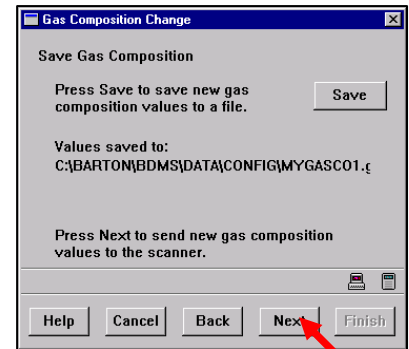 Gas Composition Change
Save Gas Composition
Press Save to save new gas
composition values to a file.
Save
Values saved to:
C:\BARTON\BDMS\DATA\CONFIG\MYGASCO1.g
Press Next to send new gas composition
values to the scanner.
Help Cancel Back Next Finish